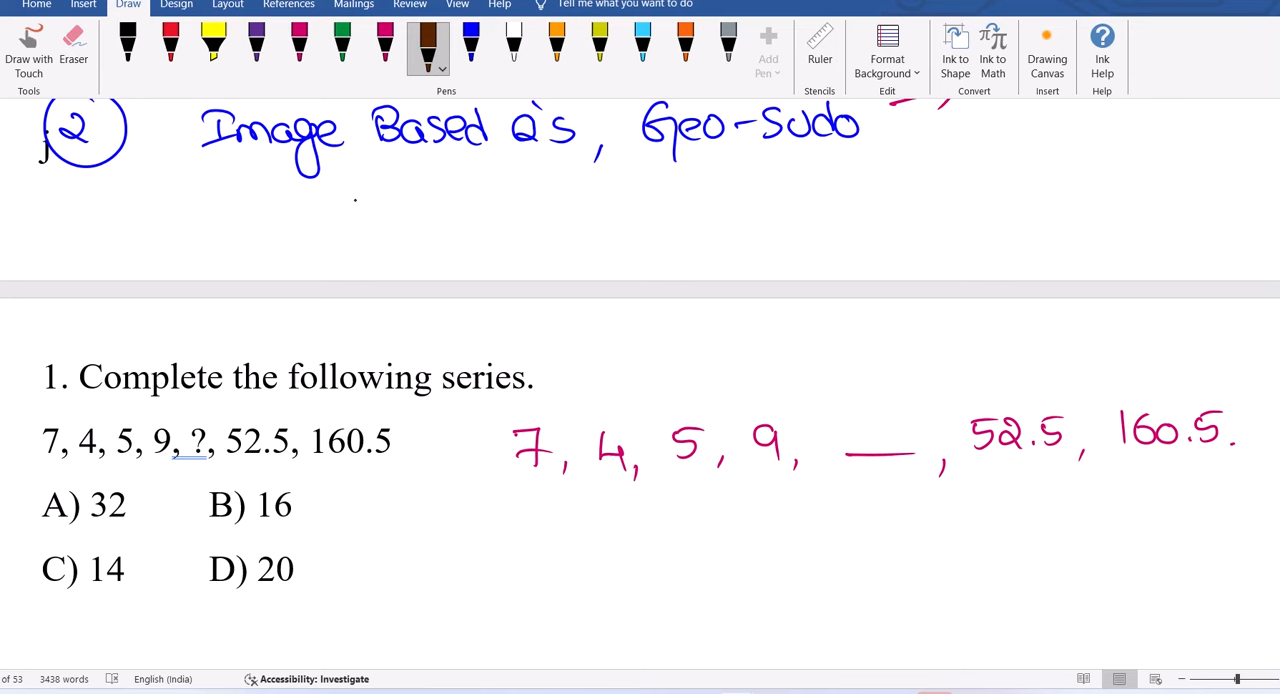 Home Insert Draw Design Layout References Mailings Review View Help Tell me what you want to do
Draw with Touch Eraser Add Pen Ruler Format Background Ink to Shape Ink to Math Drawing Canvas Ink Help
Tools Pens Stencils Edit Convert Insert Help
2 Image Based Q's, Geo-Sudo
1. Complete the following series.
7, 4, 5, 9, ?, 52.5, 160.5
7, 4, 5, 9, __, 52.5, 160.5.
A) 32 B) 16
C) 14 D) 20
of 53 3438 words English (India) Accessibility: Investigate